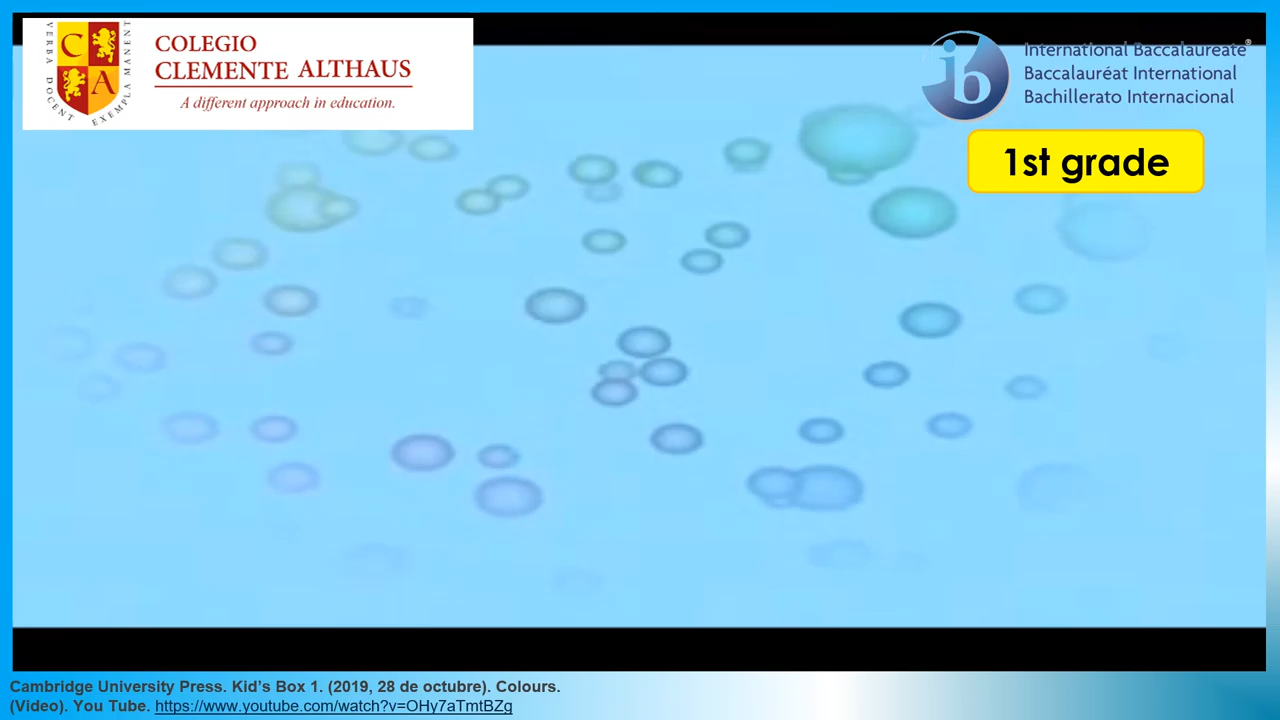 VERBA DOCENT EXEMPLA MANENT
C
A
COLEGIO
CLEMENTE ALTHAUS
A different approach in education.
ib
International Baccalaureate®
Baccalauréat International
Bachillerato Internacional
1st grade
Cambridge University Press. Kid's Box 1. (2019, 28 de octubre). Colours.
(Video). You Tube. https://www.youtube.com/watch?v=OHy7aTmtBZg